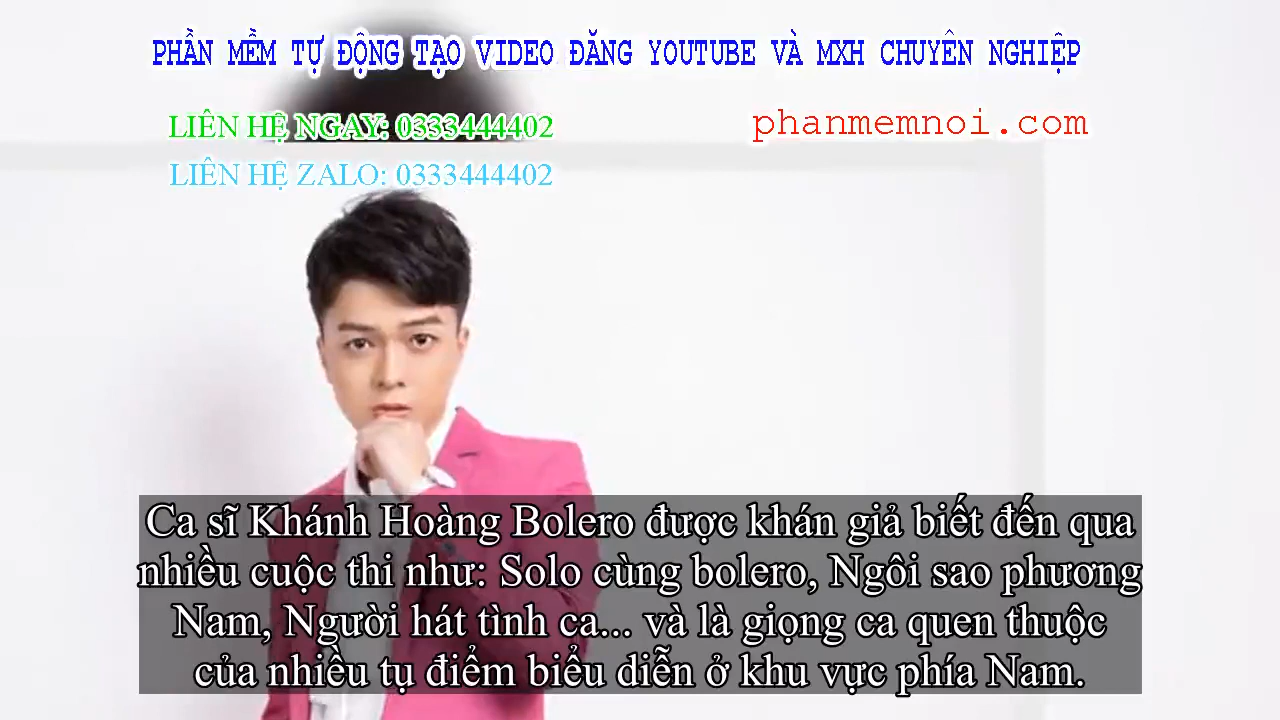 PHẦN MỀM TỰ ĐỘNG TẠO VIDEO ĐĂNG YOUTUBE VÀ MXH CHUYÊN NGHIỆP
LIÊN HỆ NGAY: 0333444402
phanmemnoi.com
LIÊN HỆ ZALO: 0333444402
Ca sĩ Khánh Hoàng Bolero được khán giả biết đến qua
nhiều cuộc thi như: Solo cùng bolero, Ngôi sao phương
Nam, Người hát tình ca... và là giọng ca quen thuộc
của nhiều tụ điểm biểu diễn ở khu vực phía Nam.